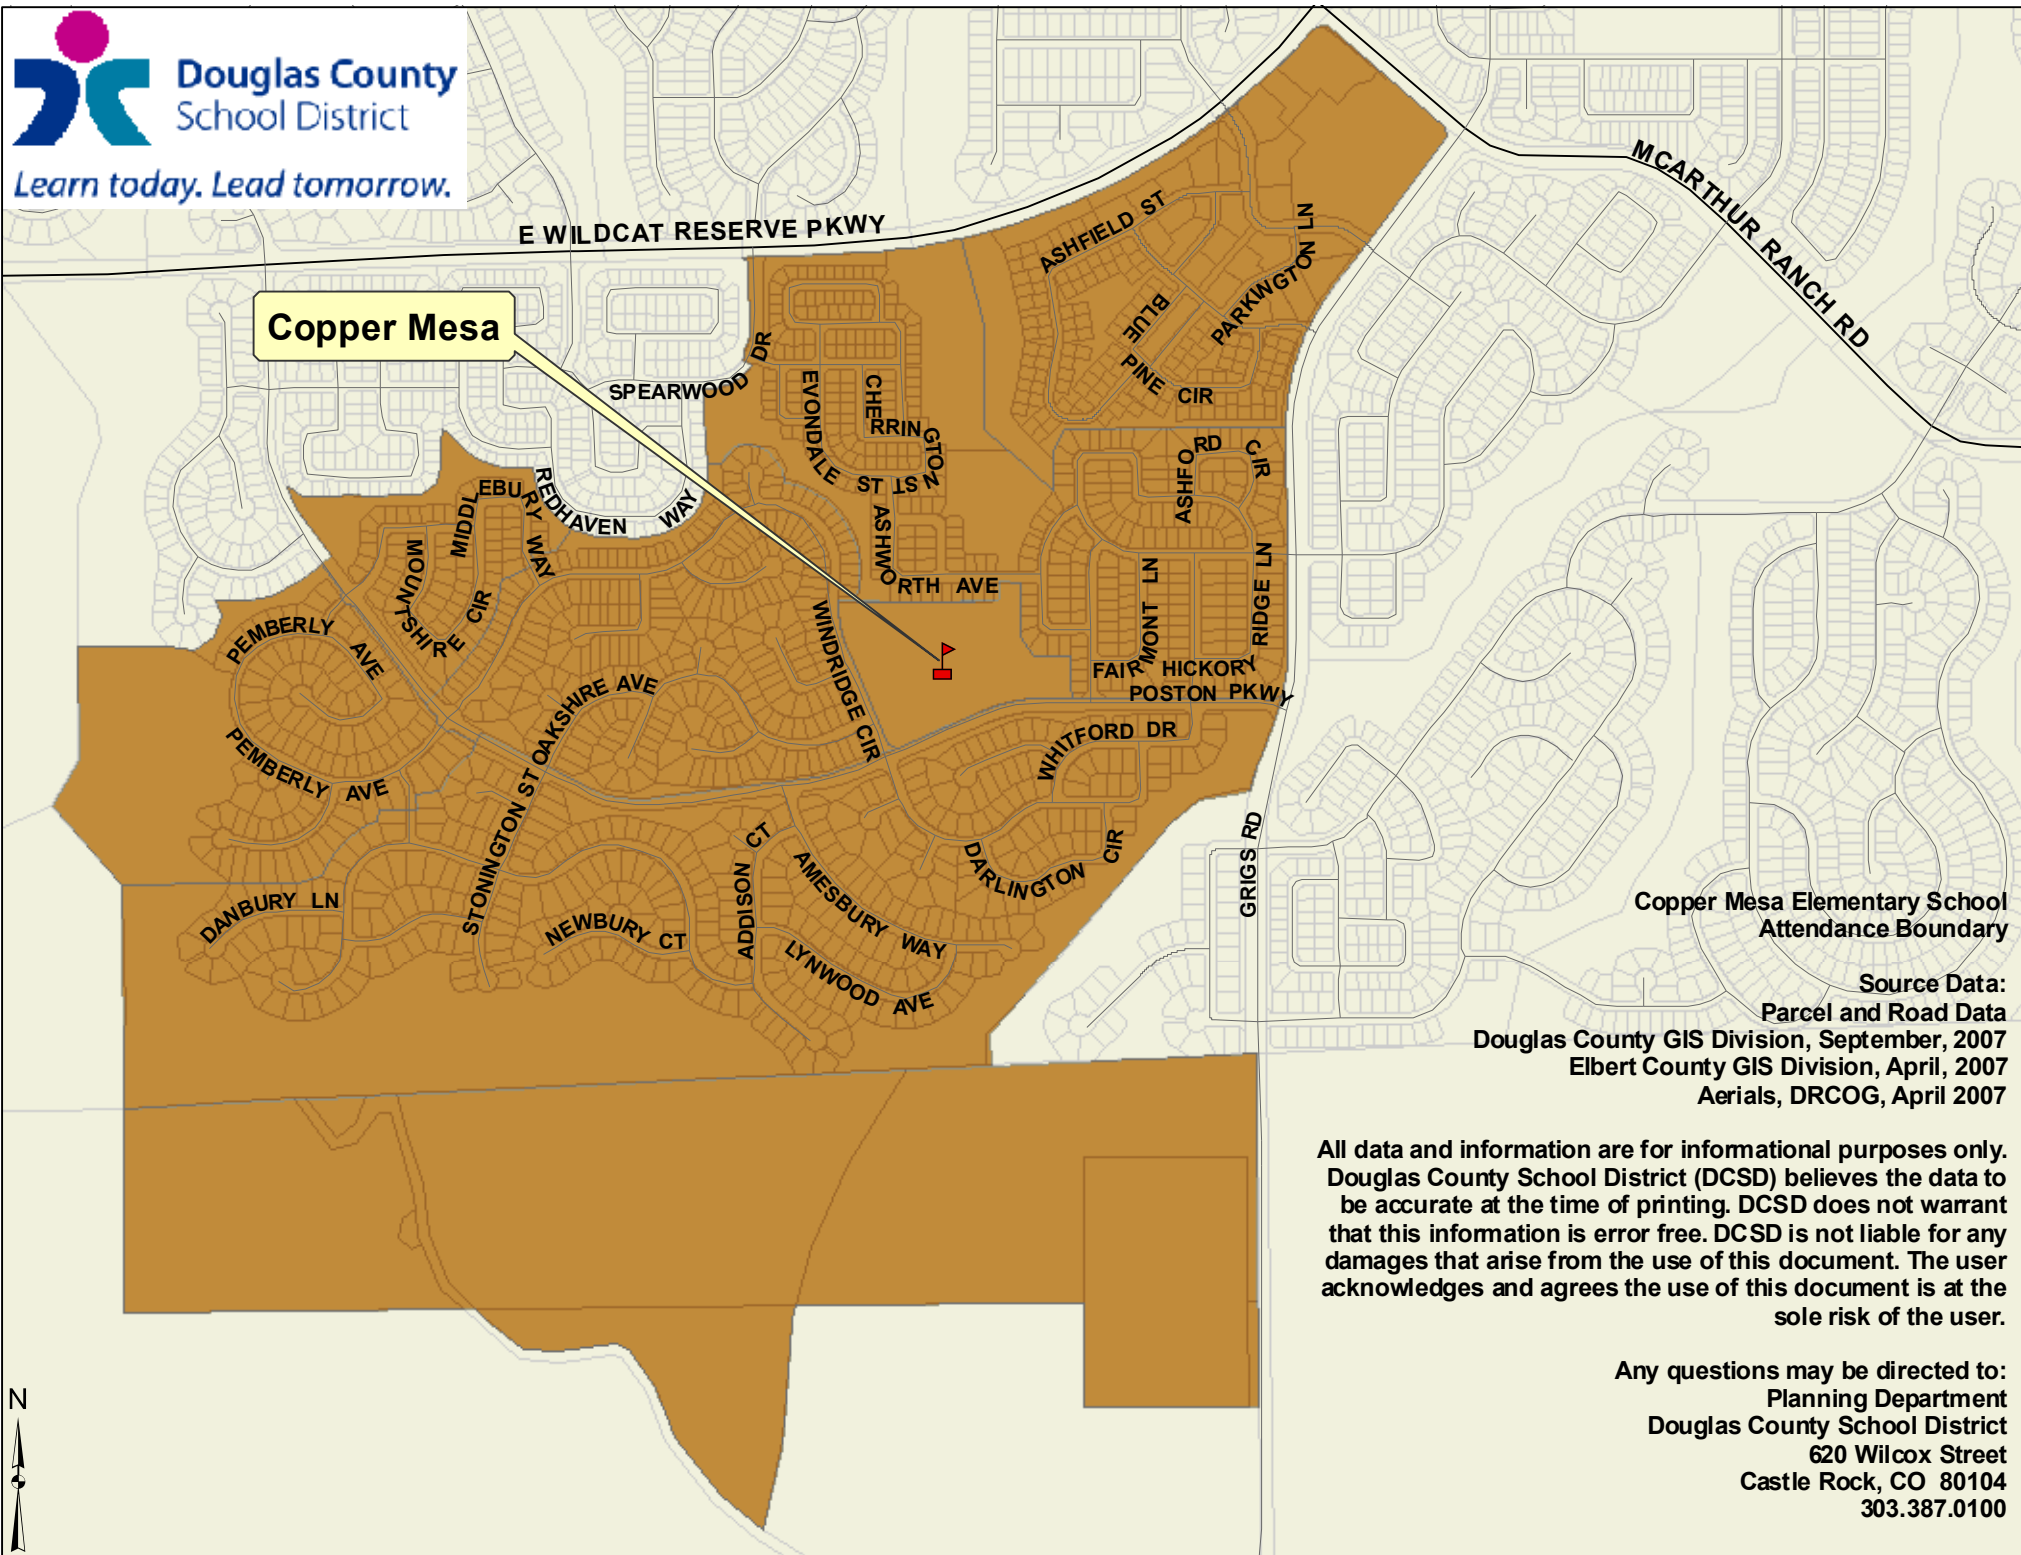 Douglas County
School District
Learn today. Lead tomorrow.
E WILDCAT RESERVE PKWY
MCARTHUR RANCH RD
Copper Mesa
ASHFIELD ST
PARKINGTON LN
BLUE PINE CIR
SPEARWOOD DR
EVONDALE ST
CHERRINGTON ST
ASHFORD CIR
REDHAVEN WAY
MIDDLEBURY WAY
MOUNTSHIRE CIR
ASHWORTH AVE
FAIRMONT LN
HICKORY RIDGE LN
POSTON PKWY
PEMBERLY AVE
WINDRIDGE CIR
OAKSHIRE AVE
PEMBERLY AVE
WHITFORD DR
STONINGTON ST
DARLINGTON CIR
GRIGS RD
ADDISON CT
AMESBURY WAY
DANBURY LN
NEWBURY CT
LYNWOOD AVE
Copper Mesa Elementary School
Attendance Boundary
Source Data:
Parcel and Road Data
Douglas County GIS Division, September, 2007
Elbert County GIS Division, April, 2007
Aerials, DRCOG, April 2007
All data and information are for informational purposes only.
Douglas County School District (DCSD) believes the data to
be accurate at the time of printing. DCSD does not warrant
that this information is error free. DCSD is not liable for any
damages that arise from the use of this document. The user
acknowledges and agrees the use of this document is at the
sole risk of the user.
Any questions may be directed to:
Planning Department
Douglas County School District
620 Wilcox Street
Castle Rock, CO  80104
303.387.0100
N